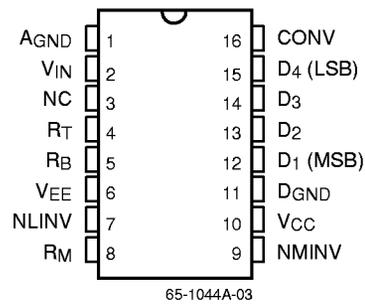 AGND 1 16 CONV
VIN 2 15 D4 (LSB)
NC 3 14 D3
RT 4 13 D2
RB 5 12 D1 (MSB)
VEE 6 11 DGND
NLINV 7 10 VCC
RM 8 9 NMINV
65-1044A-03